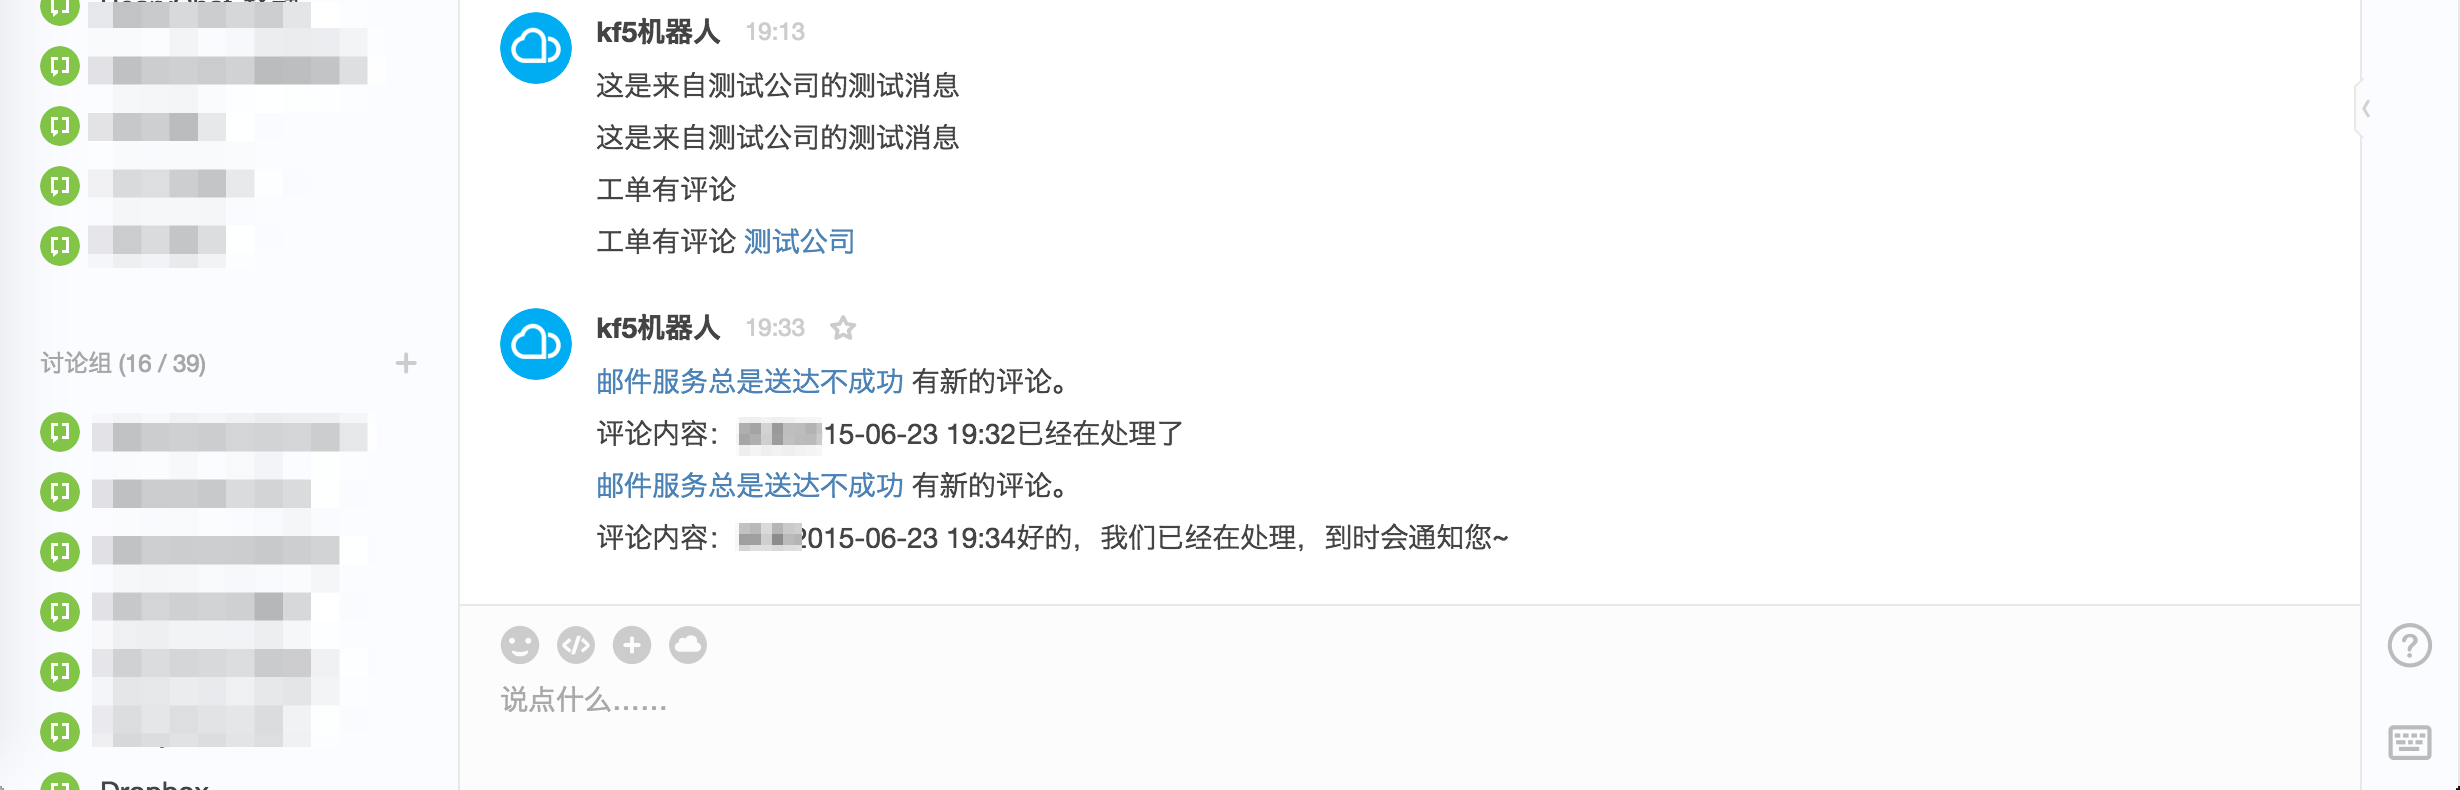 讨论组 (16 / 39)
kf5机器人 19:13
这是来自测试公司的测试消息
这是来自测试公司的测试消息
工单有评论
工单有评论 测试公司
kf5机器人 19:33
邮件服务总是送达不成功 有新的评论。
评论内容： 15-06-23 19:32已经在处理了
邮件服务总是送达不成功 有新的评论。
评论内容： 2015-06-23 19:34好的，我们已经在处理，到时会通知您~
说点什么……
Dropbox